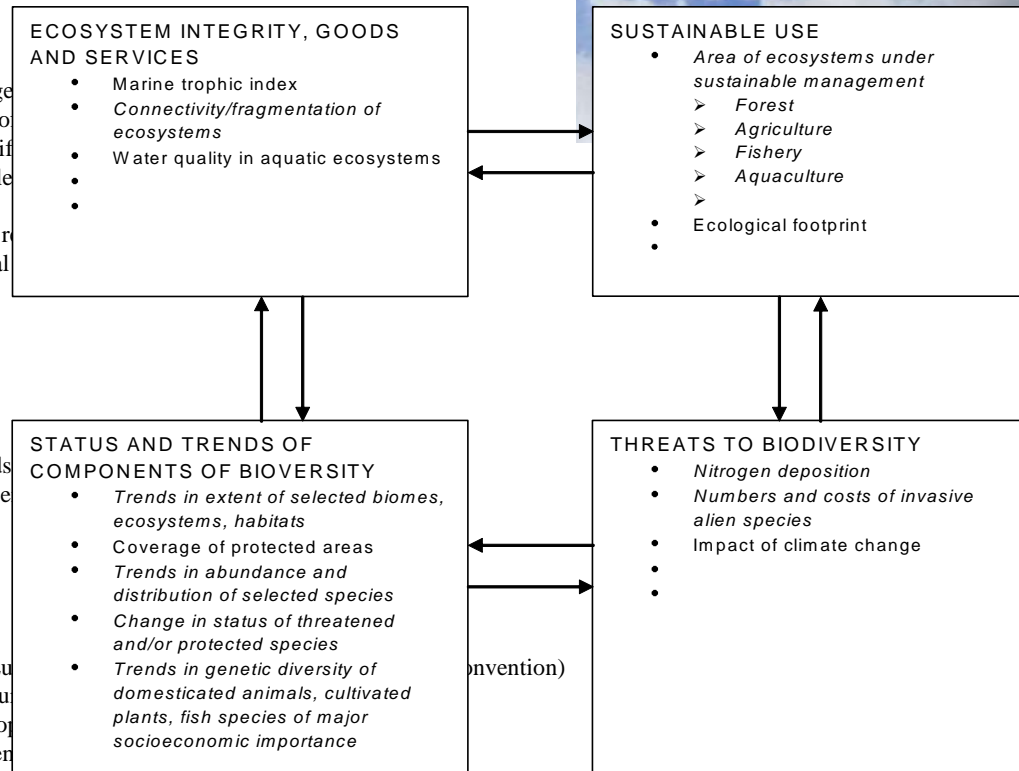 ECOSYSTEM INTEGRITY, GOODS
AND SERVICES
• Marine trophic index
• Connectivity/fragmentation of
ecosystems
• Water quality in aquatic ecosystems
•
•
SUSTAINABLE USE
• Area of ecosystems under
sustainable management
➢ Forest
➢ Agriculture
➢ Fishery
➢ Aquaculture
➢
• Ecological footprint
•
STATUS AND TRENDS OF
COMPONENTS OF BIOVERSITY
• Trends in extent of selected biomes,
ecosystems, habitats
• Coverage of protected areas
• Trends in abundance and
distribution of selected species
• Change in status of threatened
and/or protected species
• Trends in genetic diversity of
domesticated animals, cultivated
plants, fish species of major
socioeconomic importance
THREATS TO BIODIVERSITY
• Nitrogen deposition
• Numbers and costs of invasive
alien species
• Impact of climate change
•
•
onvention)